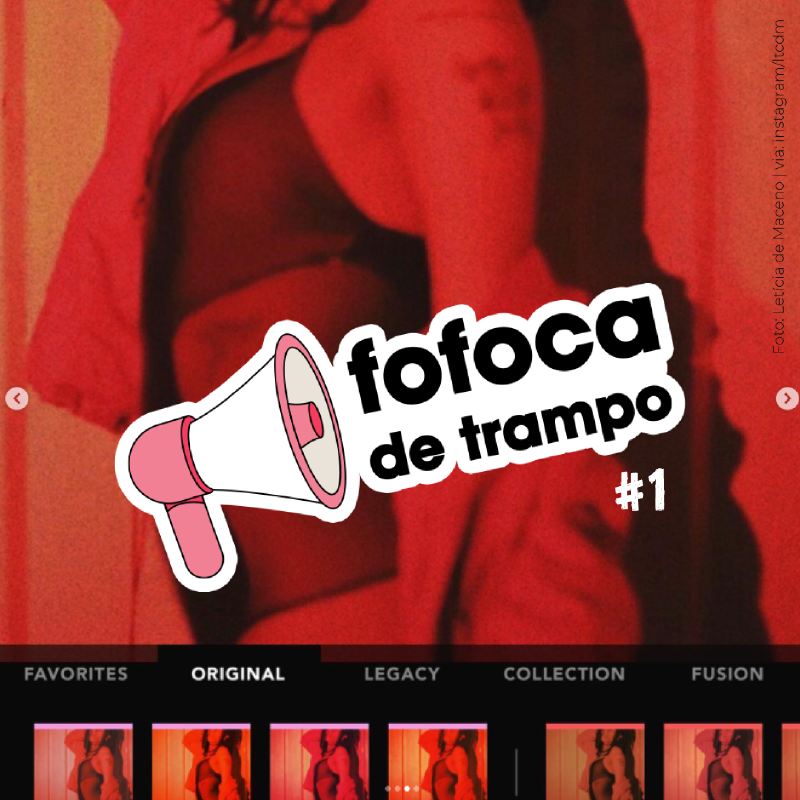 Foto: Letícia de Maceno | via: instagram/ltcdm
fofoca
de trampo
#1
FAVORITES ORIGINAL LEGACY COLLECTION FUSION